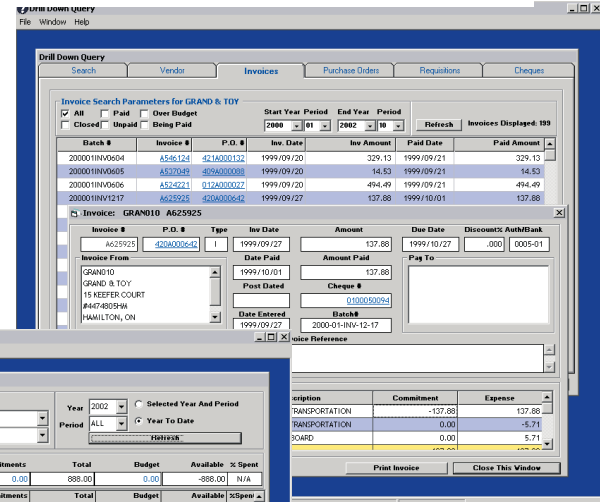 Drill Down Query
File Window Help
Drill Down Query
Search Vendor Invoices Purchase Orders Requisitions Cheques
Invoice Search Parameters for GRAND & TOY
All Paid Over Budget Start Year Period End Year Period
Closed Unpaid Being Paid 2000 01 2002 10 Refresh Invoices Displayed: 199
Batch # Invoice # P.O. # Inv. Date Inv Amount Paid Date Paid Amount
200001INV0604 A546124 421A000132 1999/09/20 329.13 1999/09/21 329.13
200001INV0605 A537049 409A000088 1999/09/20 14.53 1999/09/21 14.53
200001INV0606 A524221 012A000027 1999/09/20 494.49 1999/09/21 494.49
200001INV1217 A625925 420A000642 1999/09/27 137.88 1999/10/01 137.88
Invoice: GRAN010 A625925
Invoice # P.O. # Type Inv Date Amount Due Date Discount% Auth/Bank
A625925 420A000642 I 1999/09/27 137.88 1999/10/27 .000 0005-01
Invoice From Date Paid Amount Paid Pay To
GRAN010 1999/10/01 137.88
GRAND & TOY Post Dated Cheque #
15 KEEFER COURT 0100050094
#4474805HM Date Entered Batch#
HAMILTON, ON 1999/09/27 2000-01-INV-12-17
oice Reference
cription Commitment Expense
TRANSPORTATION -137.88 137.88
TRANSPORTATION 0.00 -5.71
BOARD 0.00 5.71
Print Invoice Close This Window
Year 2002 Selected Year And Period
Period ALL Year To Date
Refresh
itments Total Budget Available % Spent
0.00 888.00 0.00 -888.00 N/A
itments Total Budget Available %Spent